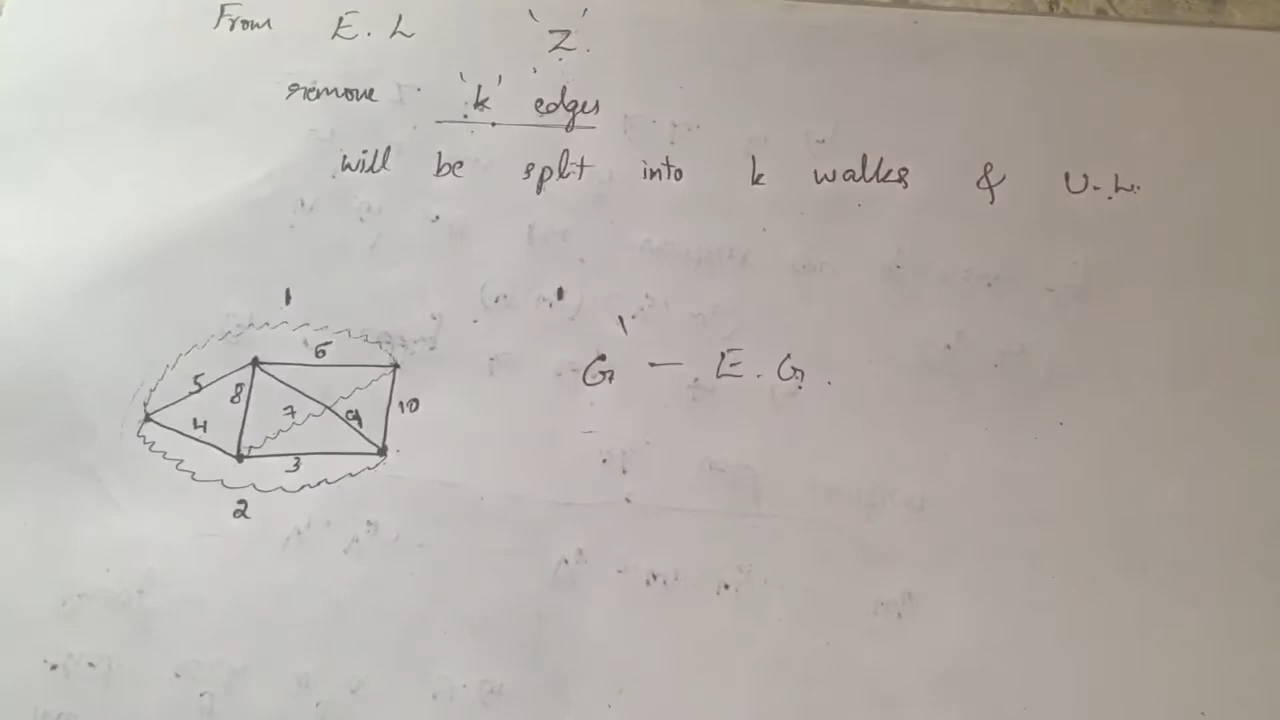 From E. L 'Z'.
remove 'k' edges
will be split into k walks & U. L.
1
6
5
8
7
9
10
4
3
2
G' - E. G.